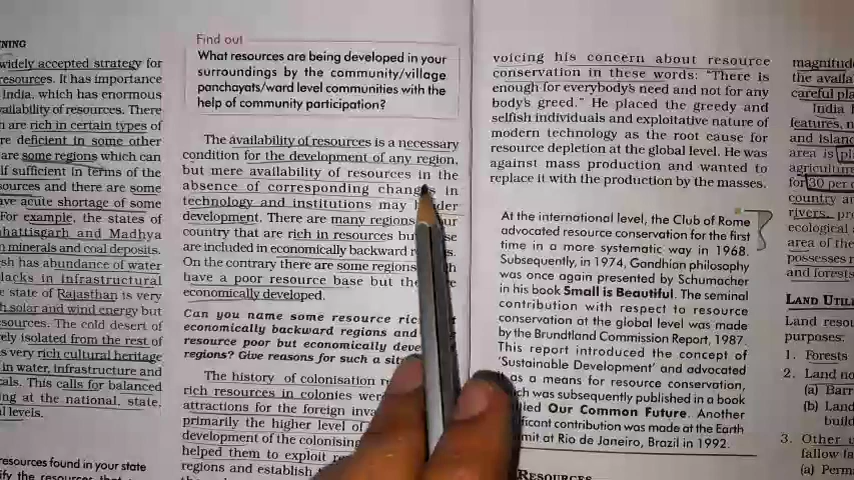 NNING
widely accepted strategy for
resources. It has importance
India, which has enormous
availability of resources. There
are rich in certain types of
re deficient in some other
are some regions which can
lf sufficient in terms of the
sources and there are some
ve acute shortage of some
For example, the states of
hattisgarh and Madhya
n minerals and coal deposits.
sh has abundance of water
lacks in infrastructural
e state of Rajasthan is very
h solar and wind energy but
sources. The cold desert of
ely isolated from the rest of
s very rich cultural heritage
in water, infrastructure and
als. This calls for balanced
ng at the national, state,
l levels.
resources found in your state
Find out
What resources are being developed in your
surroundings by the community/village
panchayats/ward level communities with the
help of community participation?
The availability of resources is a necessary
condition for the development of any region,
but mere availability of resources in the
absence of corresponding changes in
technology and institutions may
development. There are many regions
country that are rich in resources
are included in economically backward
On the contrary there are some regions
have a poor resource base but
economically developed.
Can you name some resource
economically backward regions and
resource poor but economically
regions? Give reasons for such a
The history of colonisation
rich resources in colonies
attractions for the foreign
primarily the higher level of
development of the colonising
helped them to exploit
regions and establish
voicing his concern about resource
conservation in these words: "There is
enough for everybody's need and not for any
body's greed." He placed the greedy and
selfish individuals and exploitative nature of
modern technology as the root cause for
resource depletion at the global level. He was
against mass production and wanted to
replace it with the production by the masses.
At the international level, the Club of Rome
advocated resource conservation for the first
time in a more systematic way in 1968.
Subsequently, in 1974, Gandhian philosophy
was once again presented by Schumacher
in his book Small is Beautiful. The seminal
contribution with respect to resource
conservation at the global level was made
by the Brundtland Commission Report, 1987.
This report introduced the concept of
'Sustainable Development' and advocated
as a means for resource conservation,
was subsequently published in a book
Our Common Future. Another
contribution was made at the Earth
at Rio de Janeiro, Brazil in 1992.
RESOURCES
magnitud
the availa
careful pla
India
features, n
and island
area is pl
agricultur
for 30 per c
country a
rivers, pr
ecological
area of the
possesses r
and forests
LAND UTIL
Land resou
purposes:
1. Forests
2. Land no
(a) Barr
(b) Land
build
3. Other u
fallow la
(a) Perm